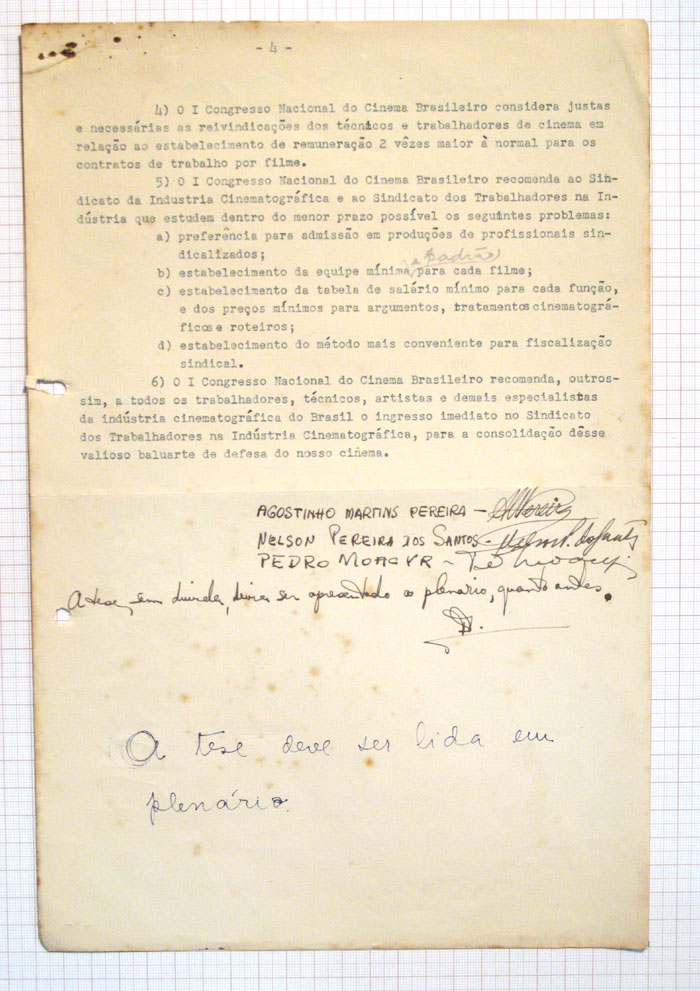 - 4 -
4) O I Congresso Nacional do Cinema Brasileiro considera justas
e necessárias as reivindicações dos técnicos e trabalhadores de cinema em
relação ao estabelecimento de remuneração 2 vêzes maior à normal para os
contratos de trabalho por filme.
5) O I Congresso Nacional do Cinema Brasileiro recomenda ao Sin-
dicato da Industria Cinematográfica e ao Sindicato dos Trabalhadores na In-
dústria que estudem dentro do menor prazo possível os seguintes problemas:
a) preferência para admissão em produções de profissionais sin-
dicalizados;
e padrão
b) estabelecimento da equipe mínima para cada filme;
c) estabelecimento da tabela de salário mínimo para cada função,
e dos preços mínimos para argumentos, tratamentos cinematográ-
ficos e roteiros;
d) estabelecimento do método mais conveniente para fiscalização
sindical.
6) O I Congresso Nacional do Cinema Brasileiro recomenda, outros-
sim, a todos os trabalhadores, técnicos, artistas e demais especialistas
da indústria cinematográfica do Brasil o ingresso imediato no Sindicato
dos Trabalhadores na Indústria Cinematográfica, para a consolidação dêsse
valioso baluarte de defesa do nosso cinema.
AGOSTINHO MARTINS PEREIRA -
NELSON PEREIRA DOS SANTOS -
PEDRO MOACYR -
A tese, sem duvida, devia ser apresentado ao plenario, quanto antes.
A tese deve ser lida em
plenário.